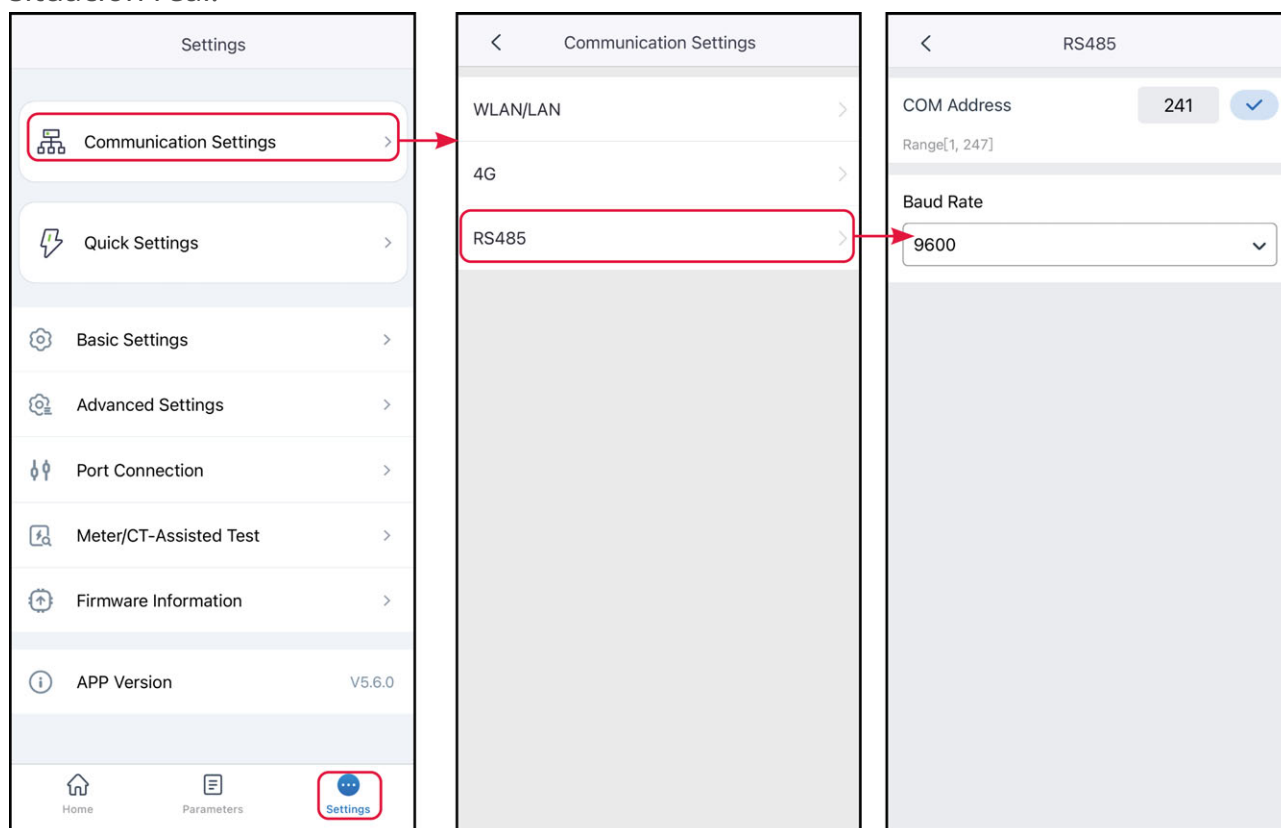 situación real.
Settings
Communication Settings
Quick Settings
Basic Settings
Advanced Settings
Port Connection
Meter/CT-Assisted Test
Firmware Information
APP Version V5.6.0
Home Parameters Settings
Communication Settings
WLAN/LAN
4G
RS485
RS485
COM Address 241
Range[1, 247]
Baud Rate
9600